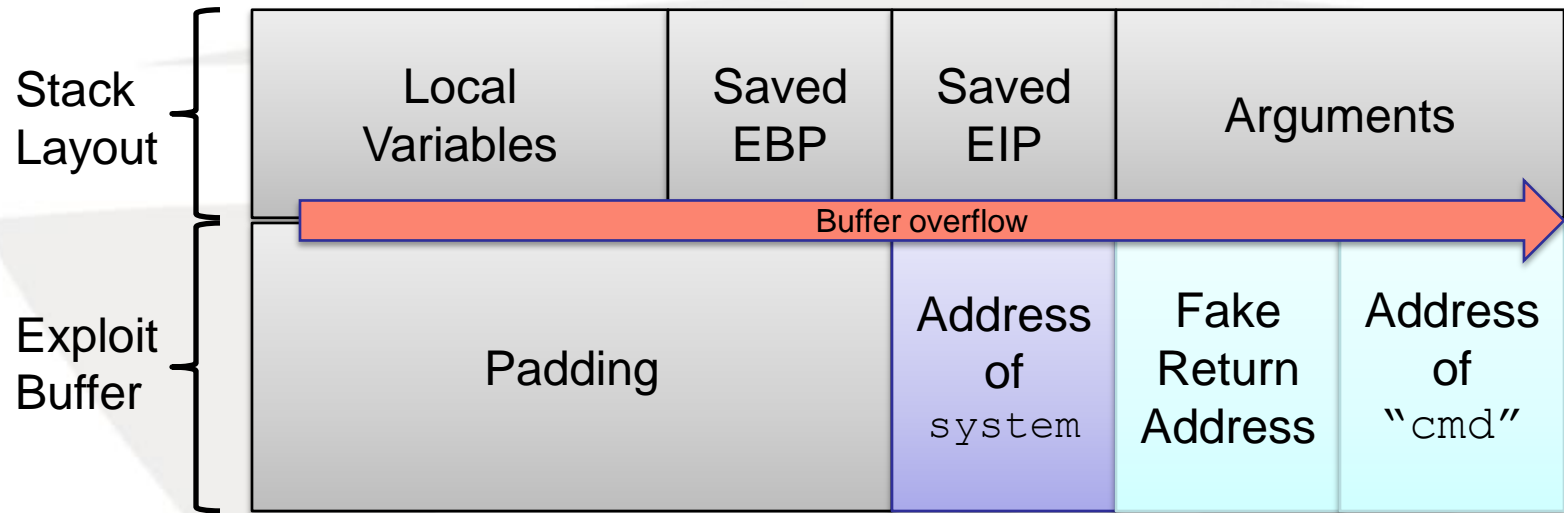 Stack
Layout
Local
Variables
Saved
EBP
Saved
EIP
Arguments
Buffer overflow
Exploit
Buffer
Padding
Address
of
system
Fake
Return
Address
Address
of
“cmd”